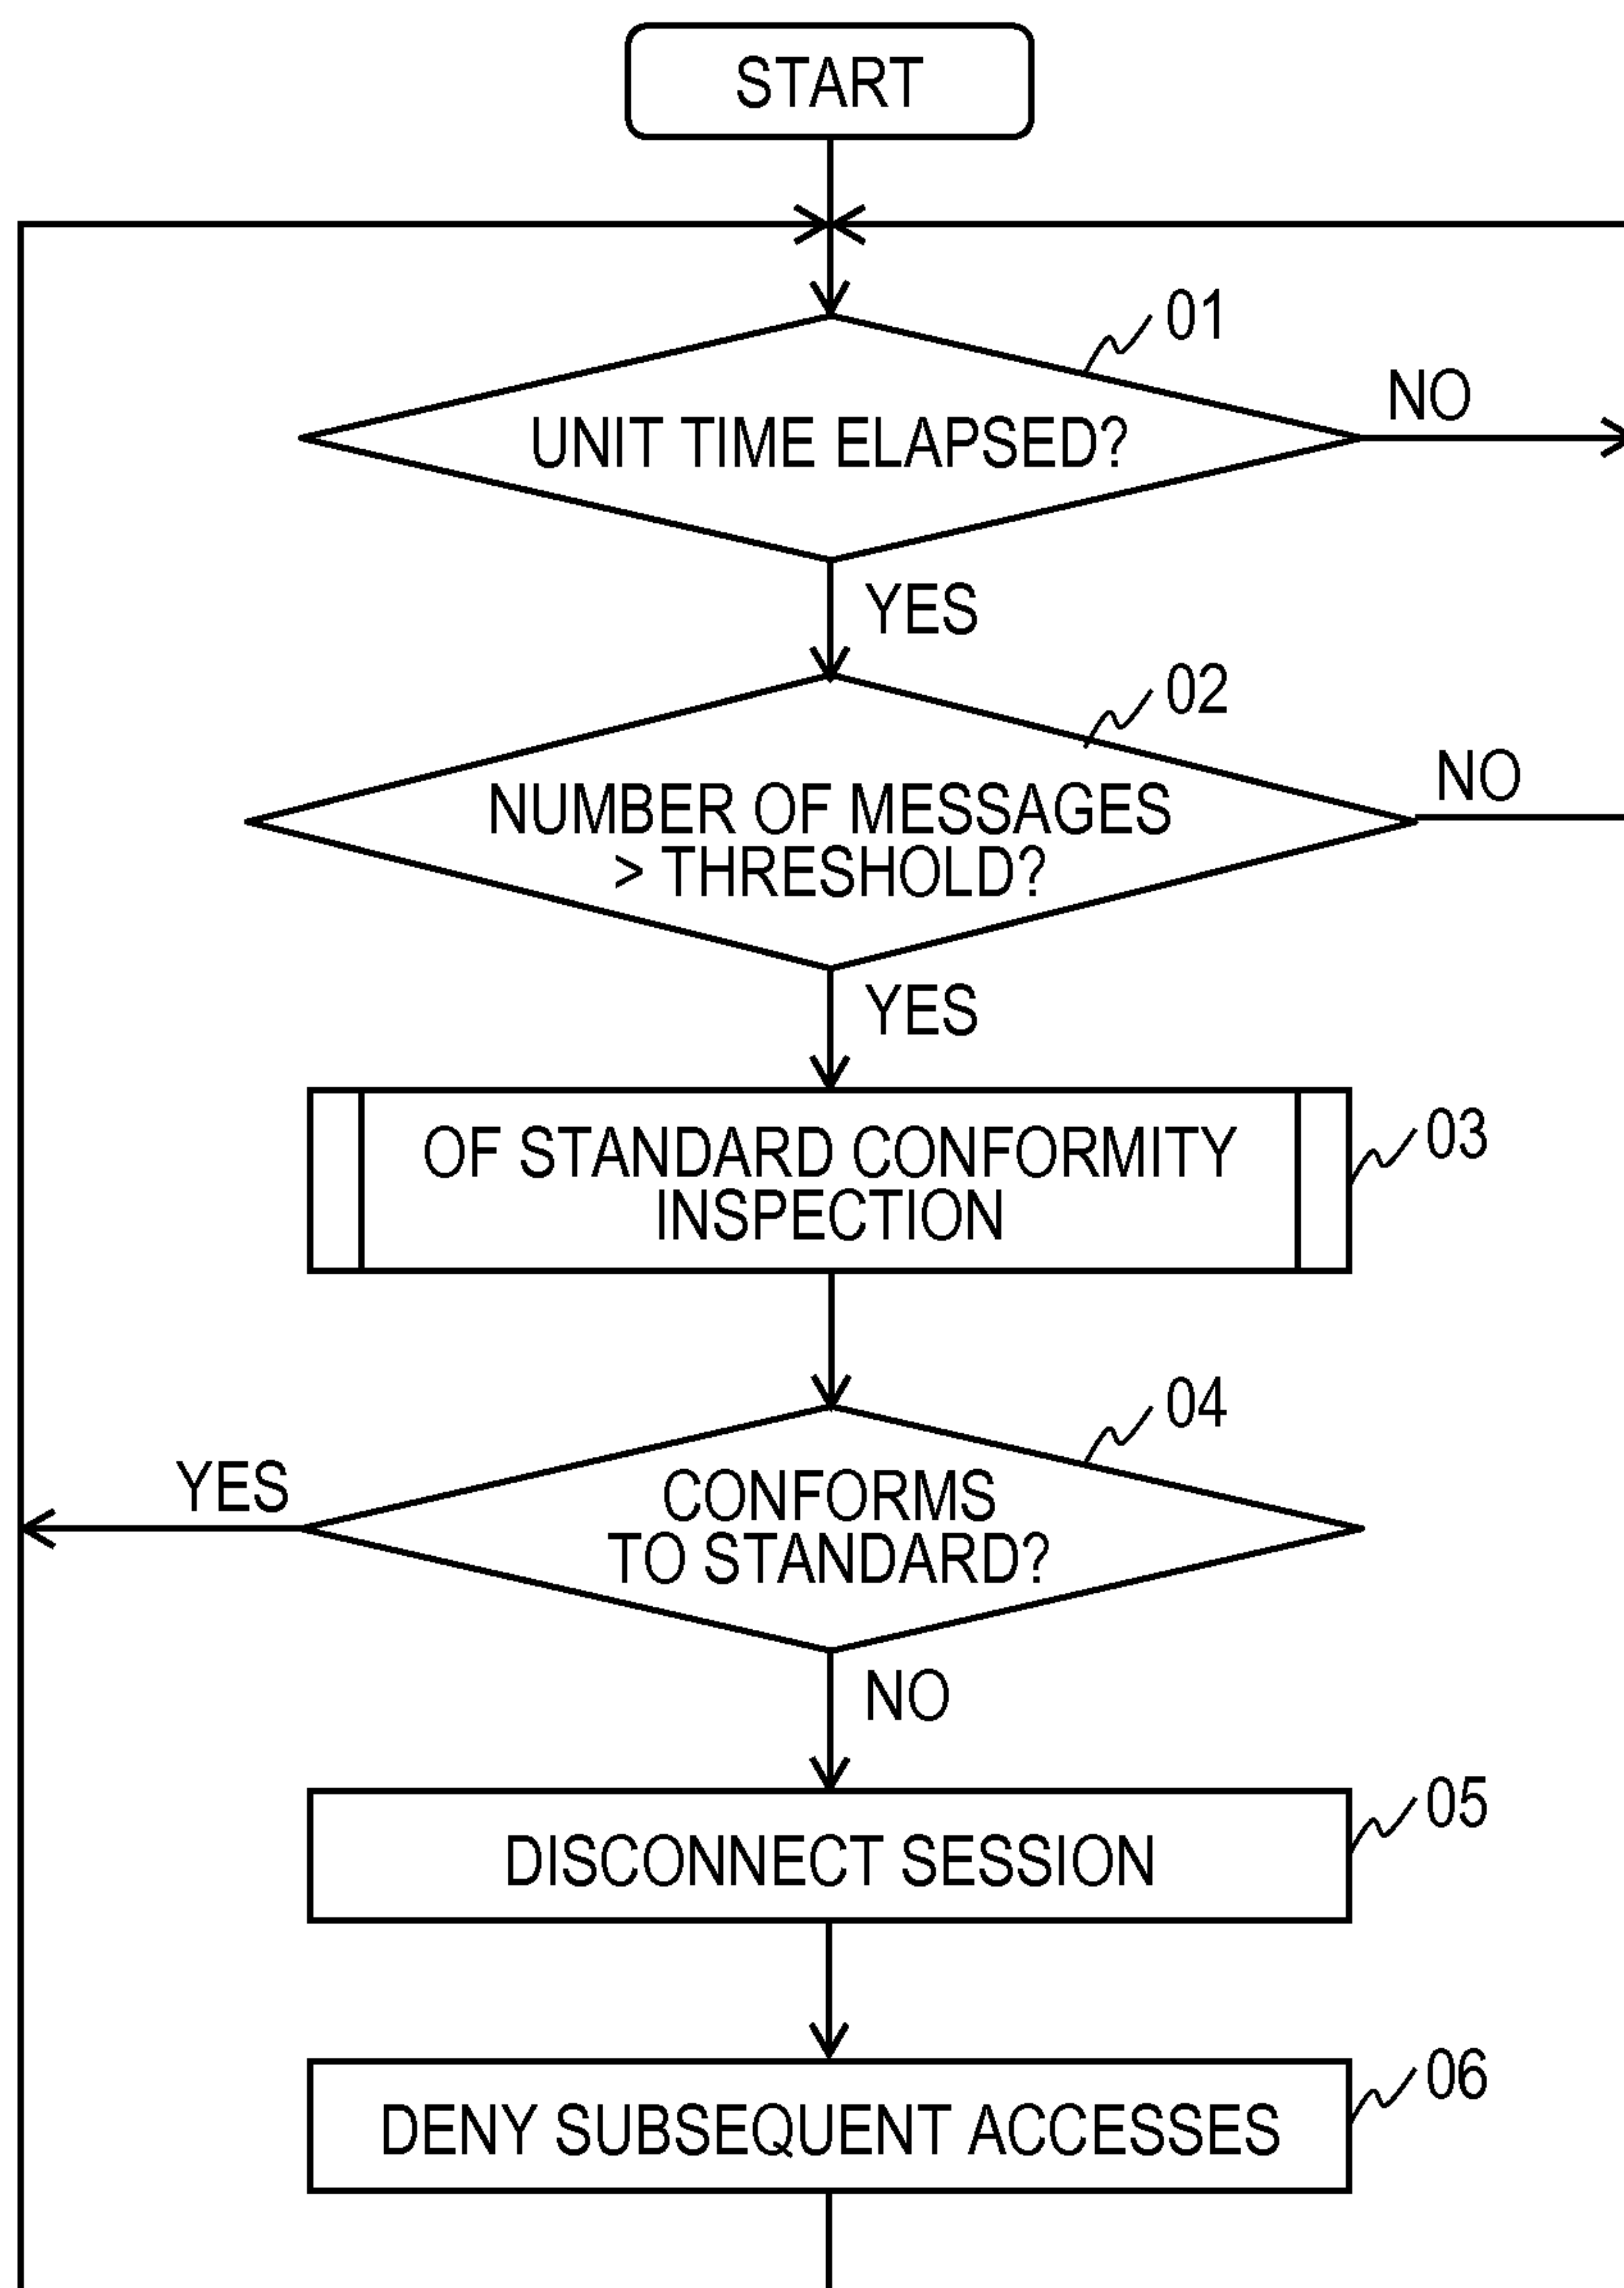 START
01
UNIT TIME ELAPSED?
NO
YES
02
NUMBER OF MESSAGES
> THRESHOLD?
NO
YES
OF STANDARD CONFORMITY
INSPECTION
03
04
CONFORMS
TO STANDARD?
YES
NO
DISCONNECT SESSION
05
DENY SUBSEQUENT ACCESSES
06